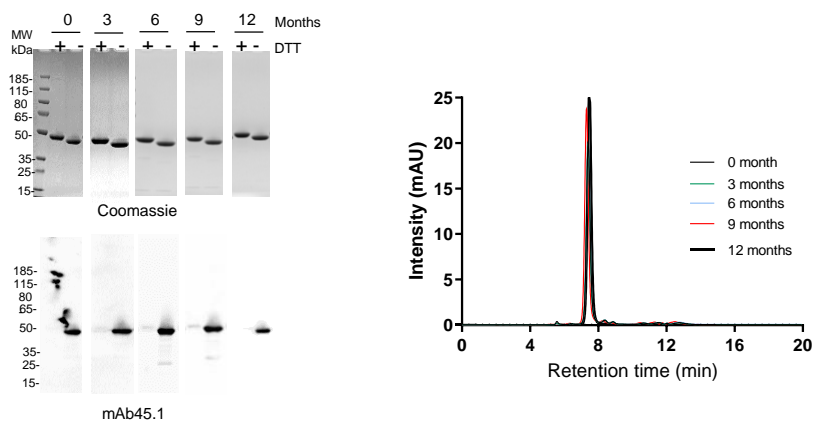 0 3 6 9 12 Months
MW
kDa
+ - + - + - + - + - DTT
185-
115-
80
65-
50-
35-
25-
15-
Coomassie
185-
115-
80
65-
50-
35-
25-
15-
mAb45.1
25
20
15
10
5
0
Intensity (mAU)
0 4 8 12 16 20
Retention time (min)
0 month
3 months
6 months
9 months
12 months